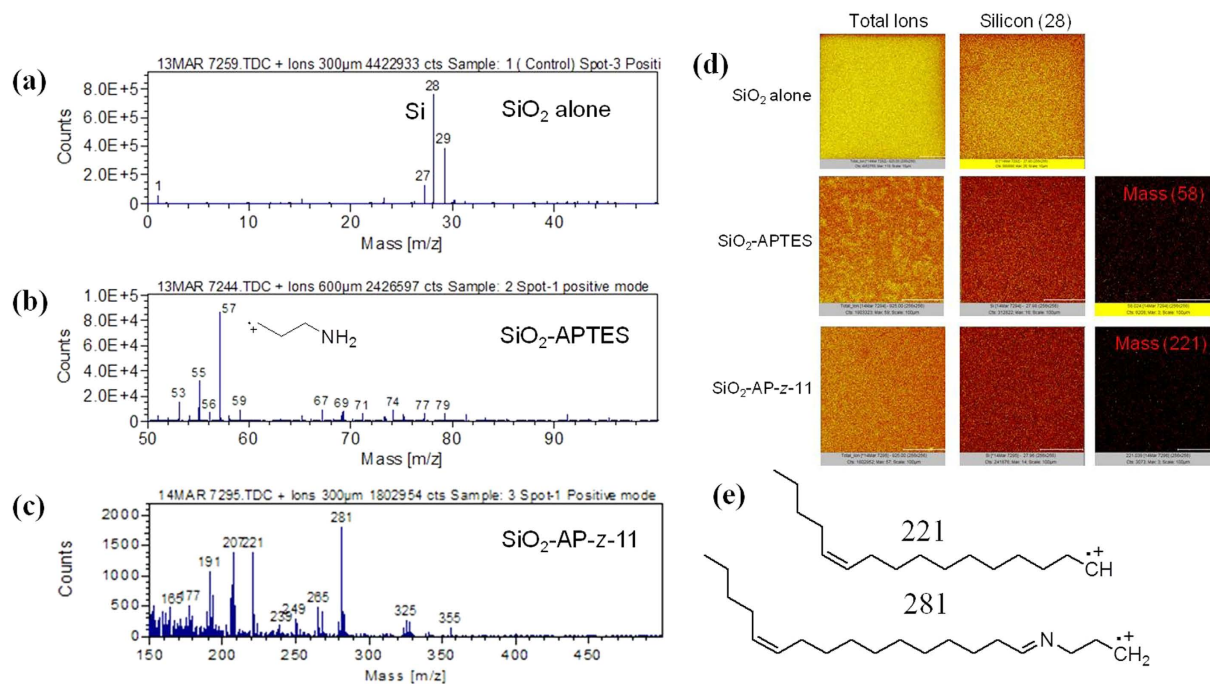 (a)
13MAR 7259.TDC + Ions 300µm 4422933 cts Sample: 1 ( Control) Spot-3 Positi
Counts
8.0E+5
6.0E+5
4.0E+5
2.0E+5
0.0E+0
Si
SiO2 alone
1
27
28
29
0
10
20
30
40
Mass [m/z]
(b)
13MAR 7244.TDC + Ions 600µm 2426597 cts Sample: 2 Spot-1 positive mode
Counts
1.0E+5
8.0E+4
6.0E+4
4.0E+4
2.0E+4
0.0E+0
NH2
SiO2-APTES
53
55
56
57
59
67
69
71
74
77
79
50
60
70
80
90
Mass [m/z]
(c)
14MAR 7295.TDC + Ions 300µm 1802954 cts Sample: 3 Spot-1 Positive mode
Counts
2000
1500
1000
500
0
SiO2-AP-z-11
165
177
191
207
221
239
249
265
281
325
355
150
200
250
300
350
400
450
Mass [m/z]
(d)
Total Ions
Silicon (28)
SiO2 alone
SiO2-APTES
Mass (58)
SiO2-AP-z-11
Mass (221)
(e)
221
CH
281
N
CH2